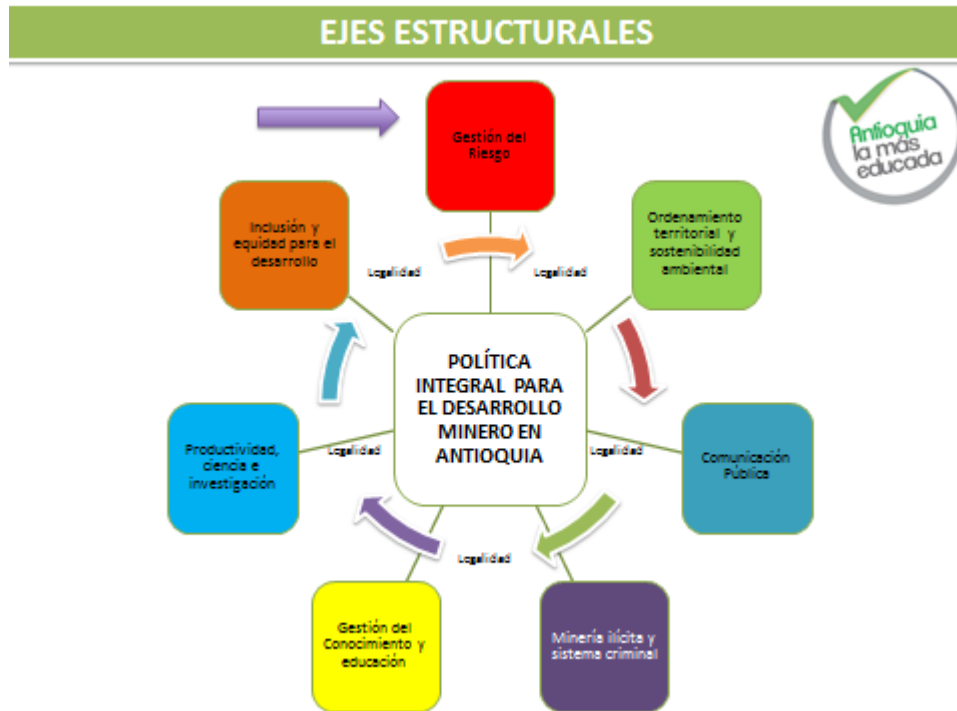 EJES ESTRUCTURALES
Antioquia
la más
educada
Gestión del
Riesgo
Inclusión y
equidad para el
desarrollo
Ordenamiento
territorial y
sostenibilidad
ambiental
Legalidad
Legalidad
POLÍTICA
INTEGRAL PARA
EL DESARROLLO
MINERO EN
ANTIOQUIA
Productividad,
ciencia e
investigación
Legalidad
Legalidad
Comunicación
Pública
Legalidad
Gestión del
Conocimiento y
educación
Minería ilícita y
sistema criminal